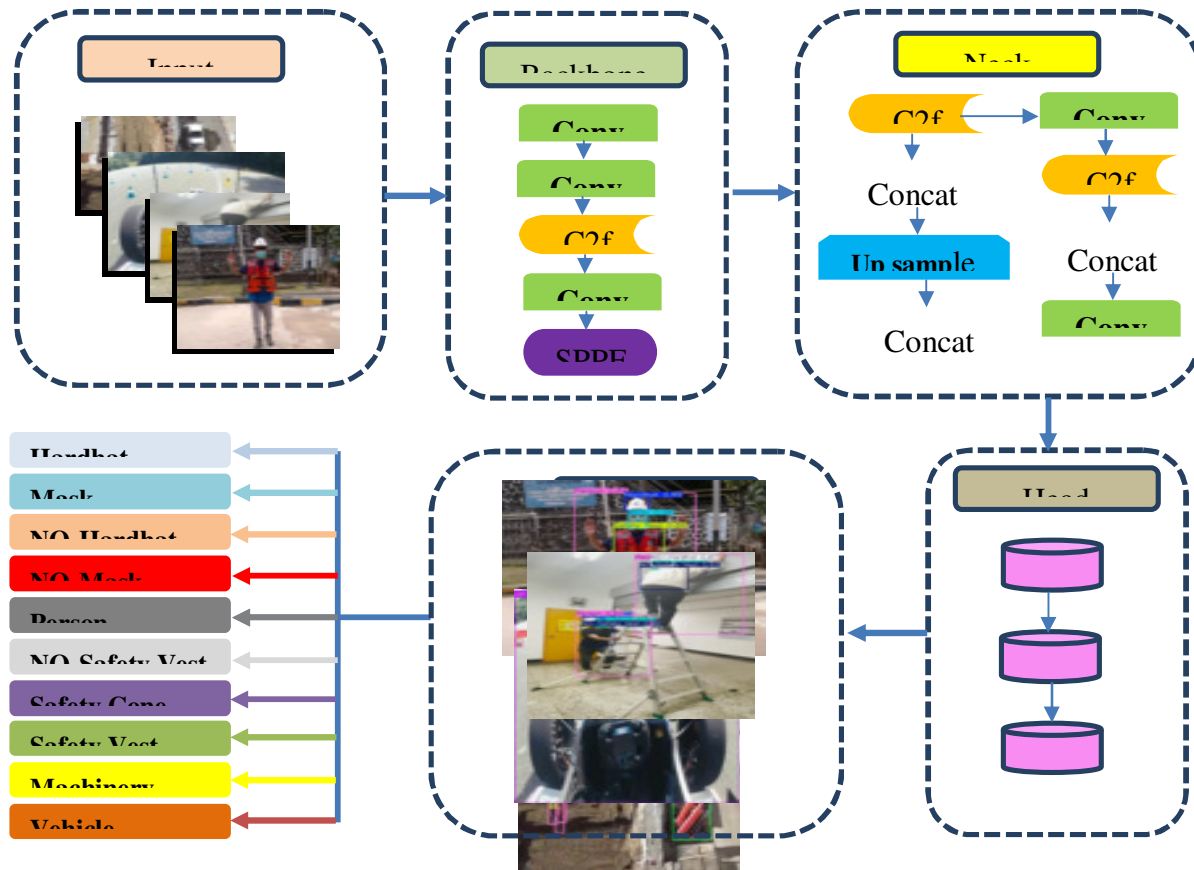 Input
Backbone
Conv
Conv
C2f
Conv
SPPF
Neck
C2f
Concat
Up sample
Concat
Conv
C2f
Concat
Conv
Head
Hardhat
Mask
NO-Hardhat
NO-Mask
Person
NO-Safety Vest
Safety Cone
Safety Vest
Machinery
Vehicle